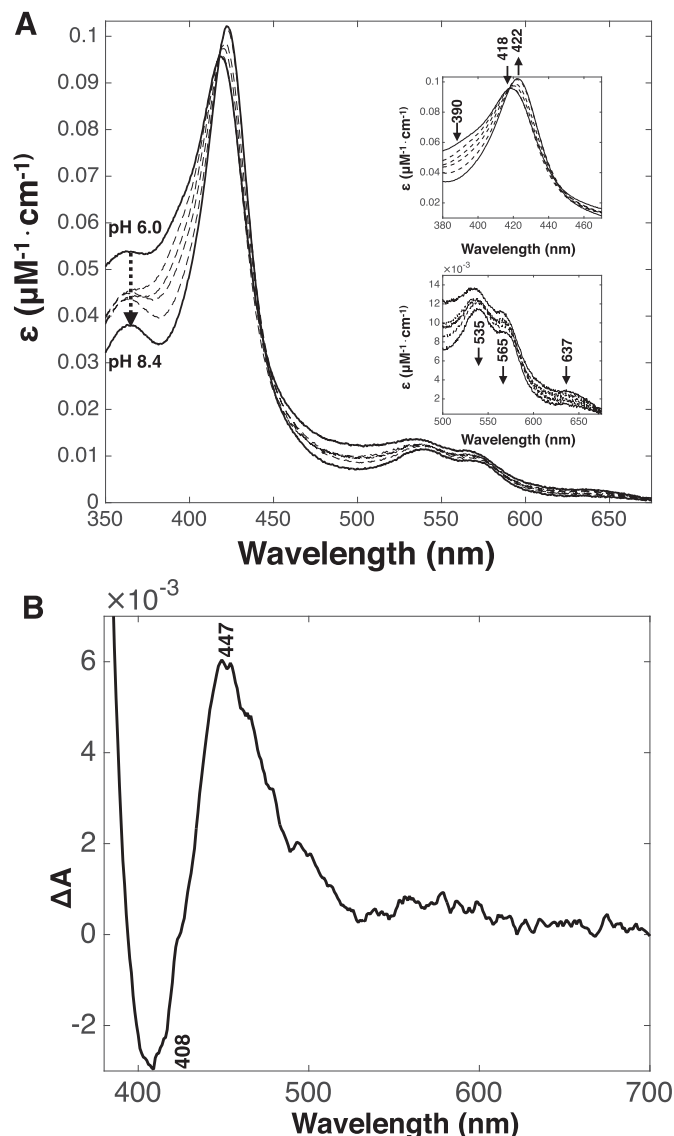 A
0.1
0.09
0.08
0.07
0.06
0.05
0.04
0.03
0.02
0.01
0
ε (μM⁻¹·cm⁻¹)
pH 6.0
pH 8.4
350 400 450 500 550 600 650
Wavelength (nm)
418
422
390
0.1
0.08
0.06
0.04
0.02
ε (μM⁻¹·cm⁻¹)
380 400 420 440 460
Wavelength (nm)
×10⁻³
14
12
10
8
6
4
2
ε (μM⁻¹·cm⁻¹)
535
565
637
500 550 600 650
Wavelength (nm)
B
×10⁻³
6
4
2
0
-2
ΔA
447
408
400 500 600 700
Wavelength (nm)